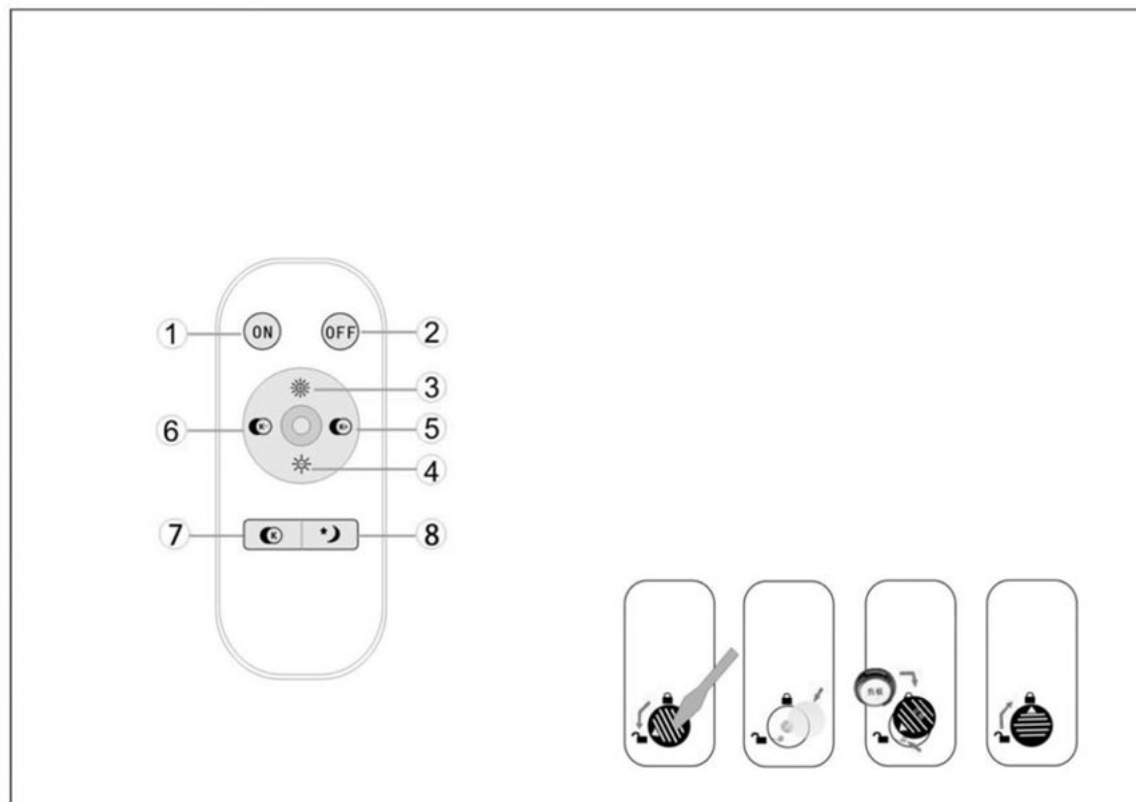 ① ON OFF ②
③
⑥ ⑤
④
⑦ K ⑧